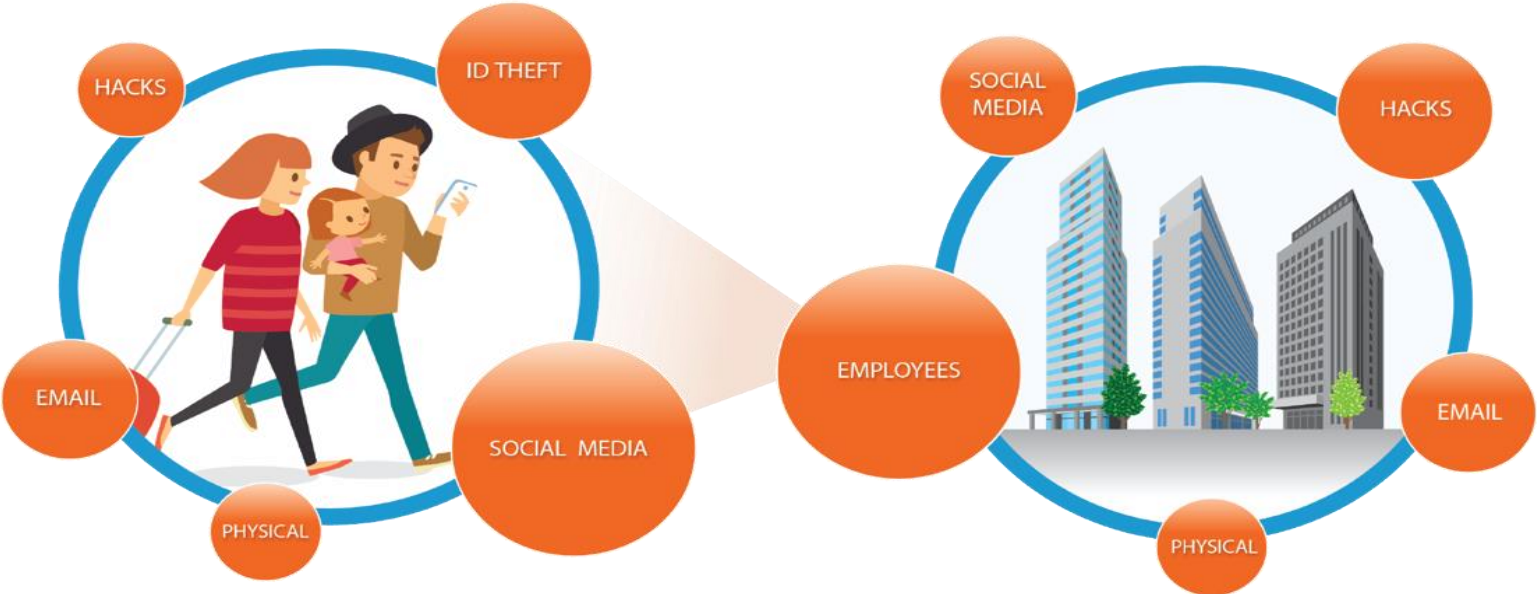 HACKS
ID THEFT
EMAIL
SOCIAL MEDIA
PHYSICAL
SOCIAL
MEDIA
HACKS
EMPLOYEES
EMAIL
PHYSICAL